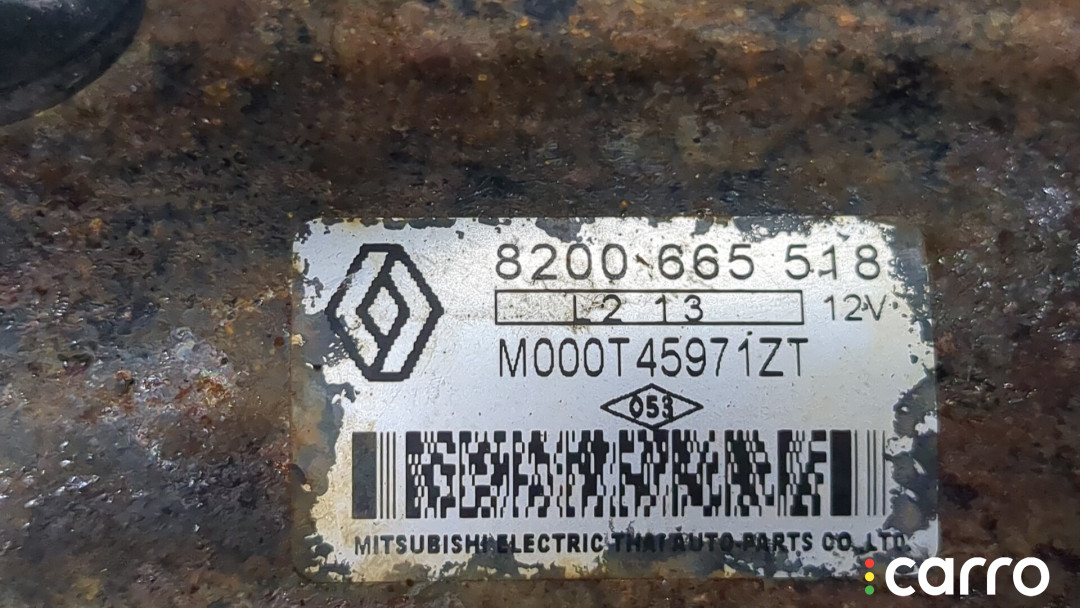 8200 665 518
L2 13 12V
M000T45971ZT
053
MITSUBISHI ELECTRIC THAI AUTO-PARTS CO.,LTD.
carro